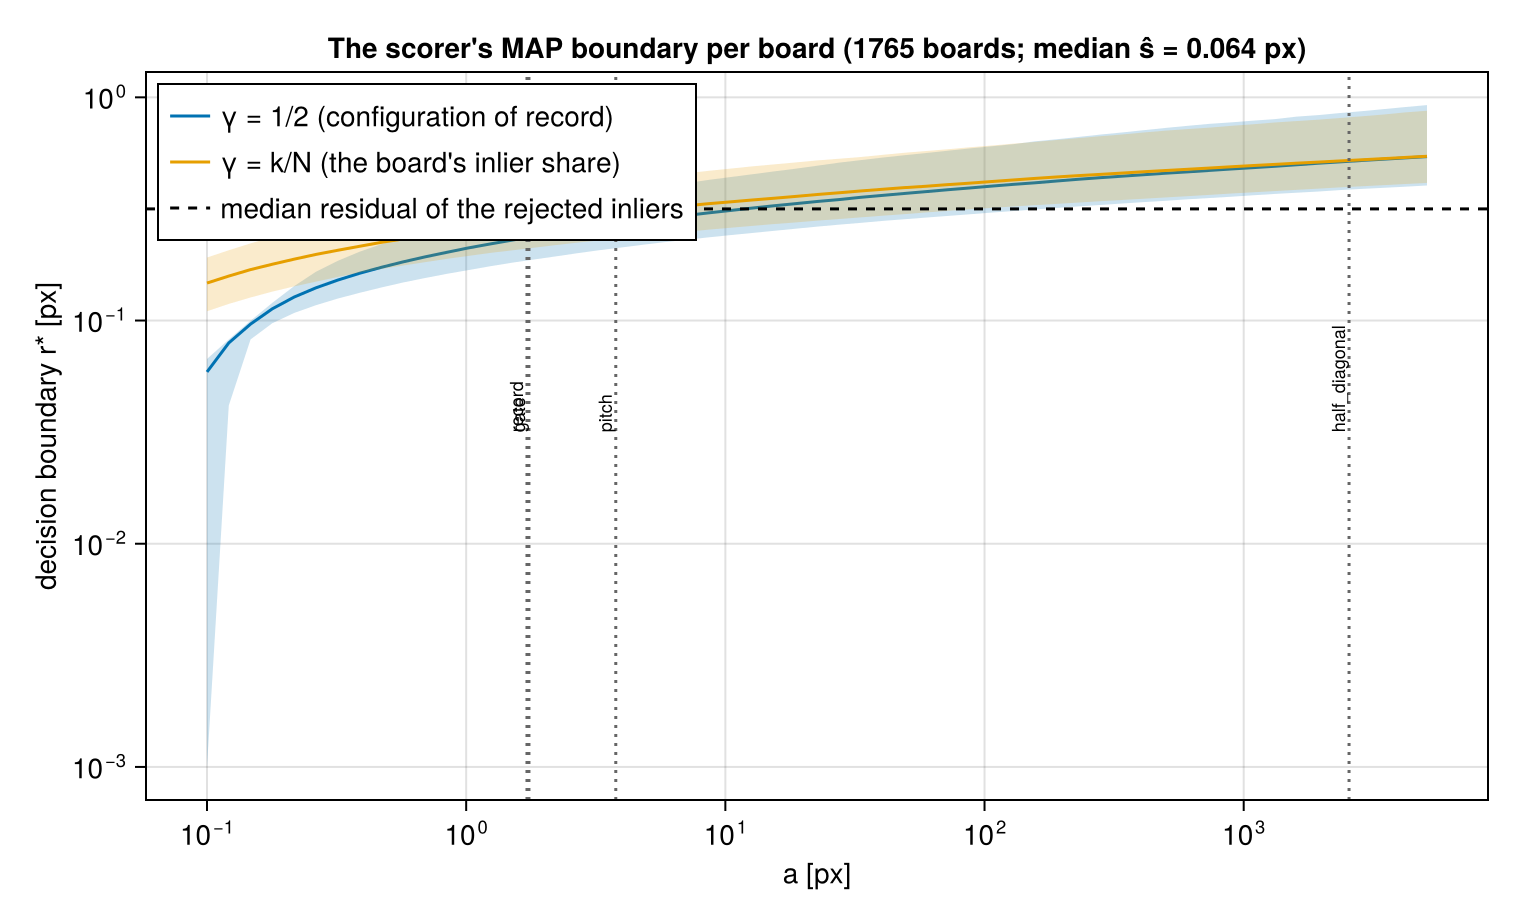 The scorer's MAP boundary per board (1765 boards; median ŝ = 0.064 px)
γ = 1/2 (configuration of record)
γ = k/N (the board's inlier share)
median residual of the rejected inliers
decision boundary r* [px]
10⁰
10⁻¹
10⁻²
10⁻³
record
pitch
half_diagonal
10⁻¹
10⁰
10¹
10²
10³
a [px]